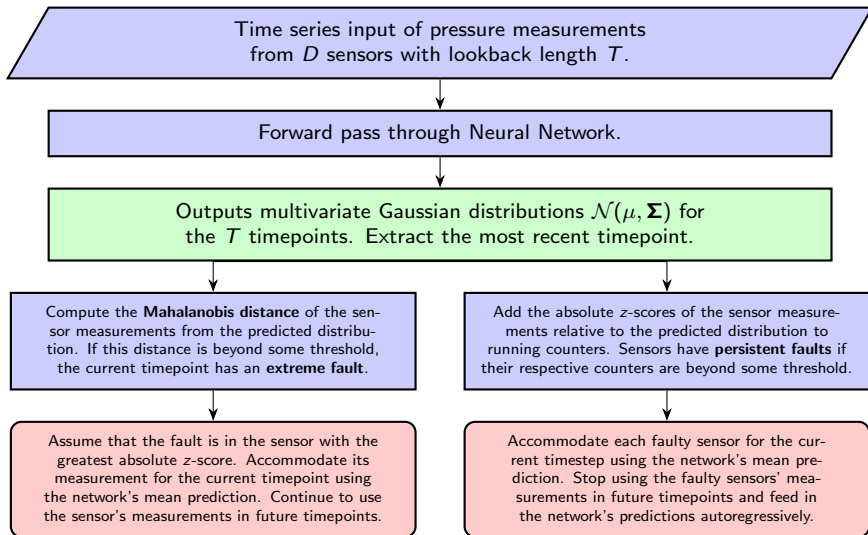 Time series input of pressure measurements
from D sensors with lookback length T.
Forward pass through Neural Network.
Outputs multivariate Gaussian distributions 𝒩(μ, Σ) for
the T timepoints. Extract the most recent timepoint.
Compute the Mahalanobis distance of the sen-
sor measurements from the predicted distribu-
tion. If this distance is beyond some threshold,
the current timepoint has an extreme fault.
Add the absolute z-scores of the sensor measure-
ments relative to the predicted distribution to
running counters. Sensors have persistent faults if
their respective counters are beyond some threshold.
Assume that the fault is in the sensor with the
greatest absolute z-score. Accommodate its
measurement for the current timepoint using
the network's mean prediction. Continue to use
the sensor's measurements in future timepoints.
Accommodate each faulty sensor for the cur-
rent timestep using the network's mean pre-
diction. Stop using the faulty sensors' mea-
surements in future timepoints and feed in
the network's predictions autoregressively.